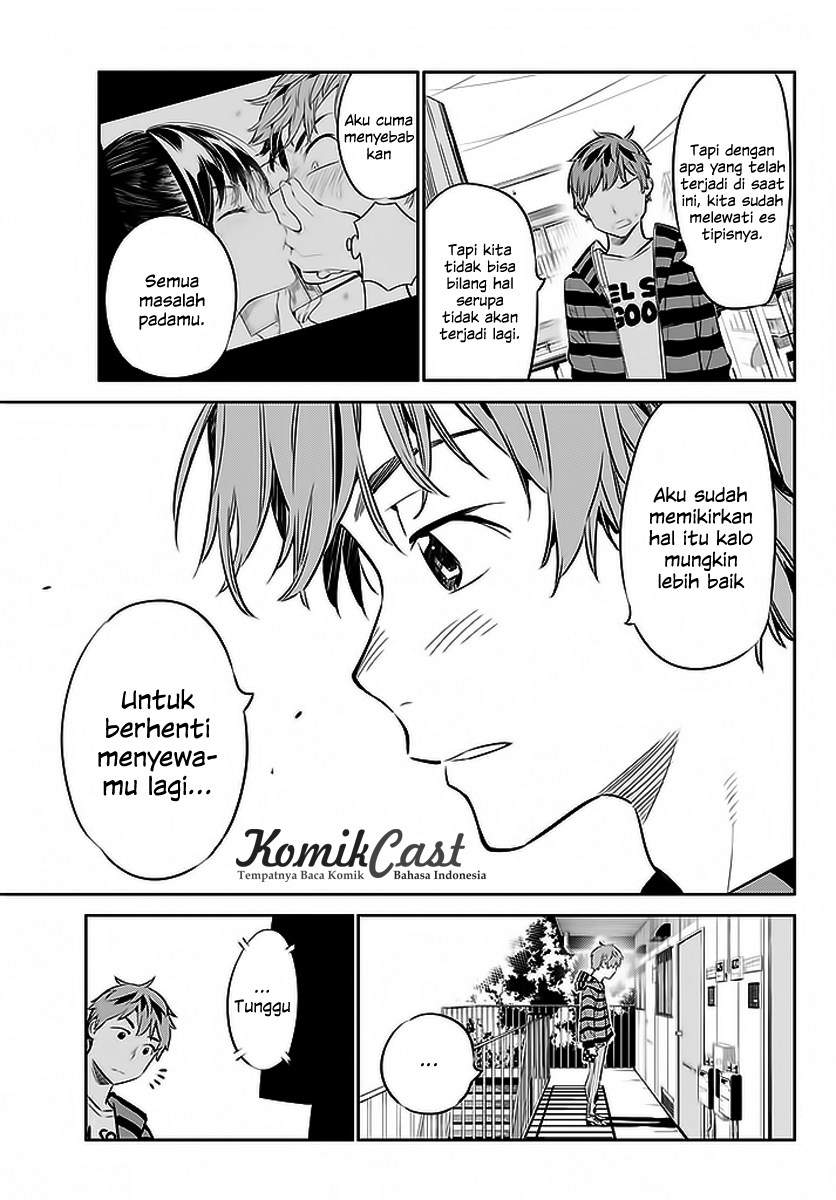 Tapi dengan
apa yang telah
terjadi di saat
ini, kita sudah
melewati es
tipisnya.
Tapi kita
tidak bisa
bilang hal
serupa
tidak akan
terjadi lagi.
EL S
GOO
Aku cuma
menyebab
kan
Semua
masalah
padamu.
Aku sudah
memikirkan
hal itu kalo
mungkin
lebih baik
Untuk
berhenti
menyewa-
mu lagi...
KomikCast
Tempatnya Baca Komik Bahasa Indonesia
...
...
Tunggu